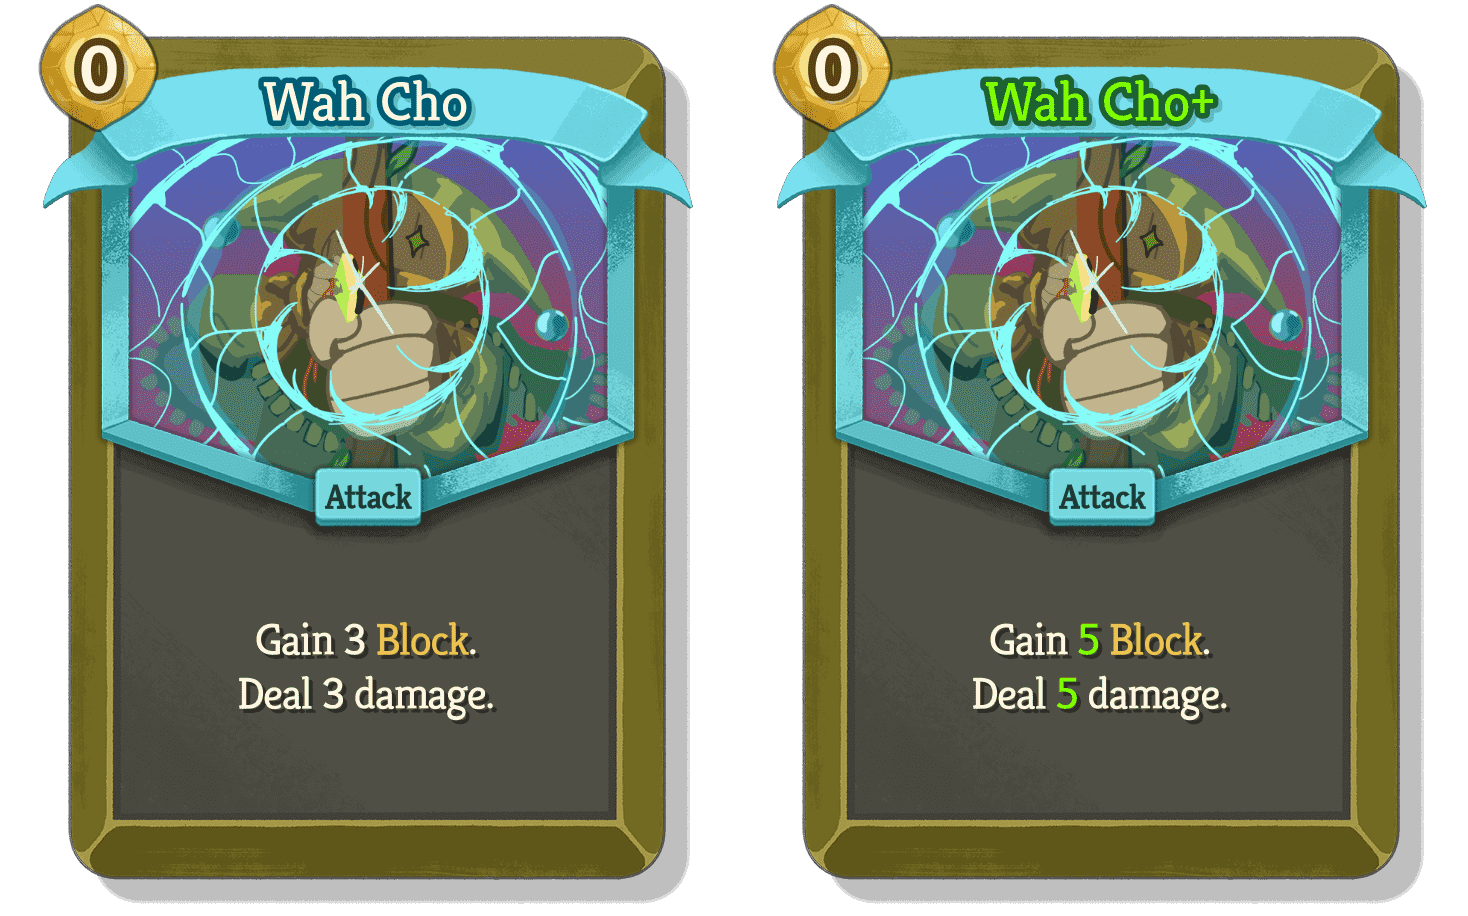 0
Wah Cho
Attack
Gain 3 Block.
Deal 3 damage.
0
Wah Cho+
Attack
Gain 5 Block.
Deal 5 damage.